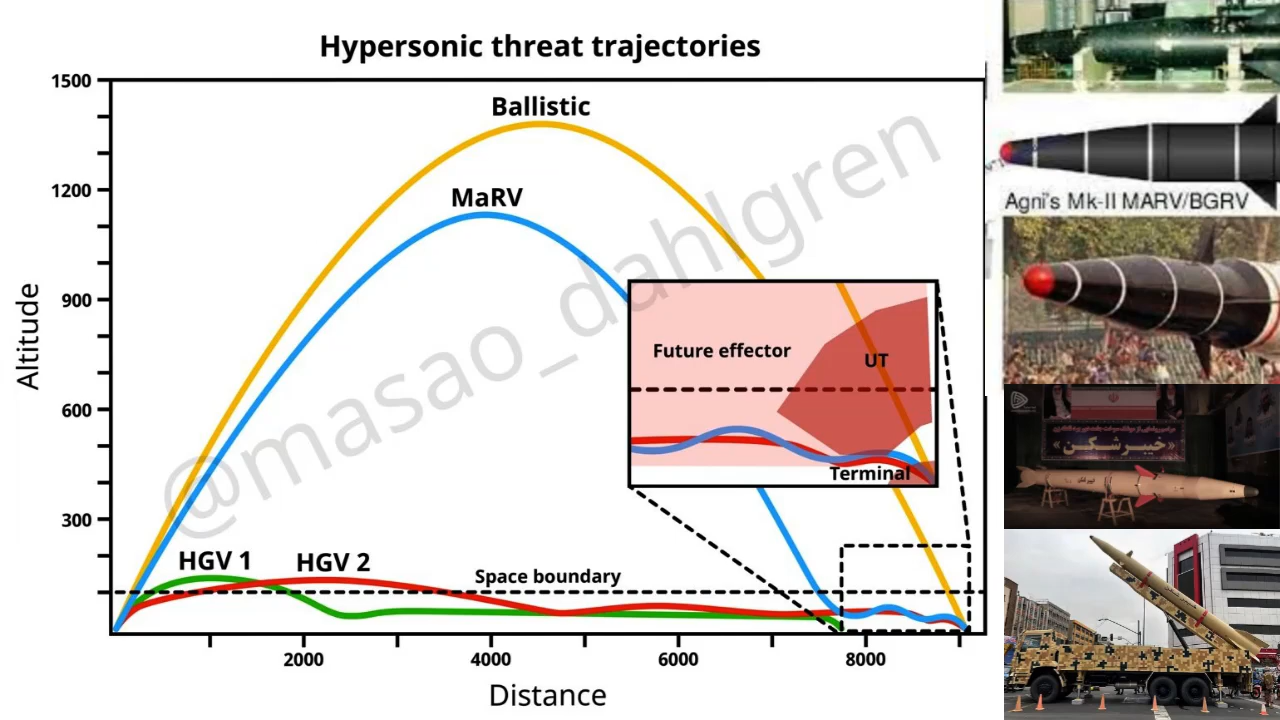 Hypersonic threat trajectories
1500
1200
900
600
300
Altitude
Ballistic
MaRV
HGV 1
HGV 2
Space boundary
Future effector
UT
Terminal
2000
4000
6000
8000
Distance
@masao_dahlgren
Agni's Mk-II MARV/BGRV
«خیبرشکن»